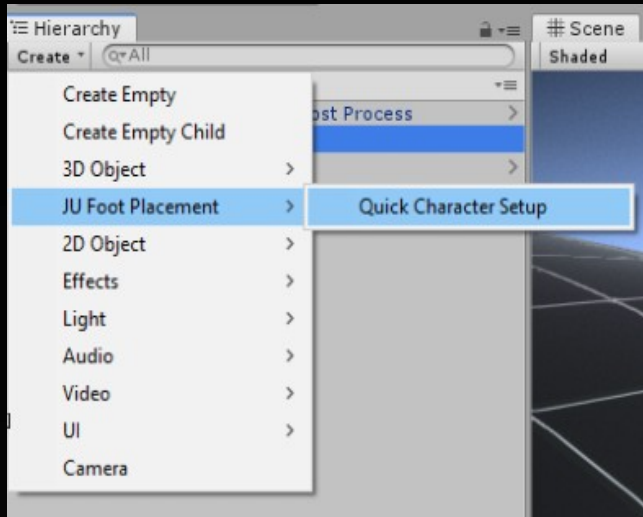 Hierarchy
Scene
Create
All
Shaded
Create Empty
ost Process
Create Empty Child
3D Object
JU Foot Placement
Quick Character Setup
2D Object
Effects
Light
Audio
Video
UI
Camera